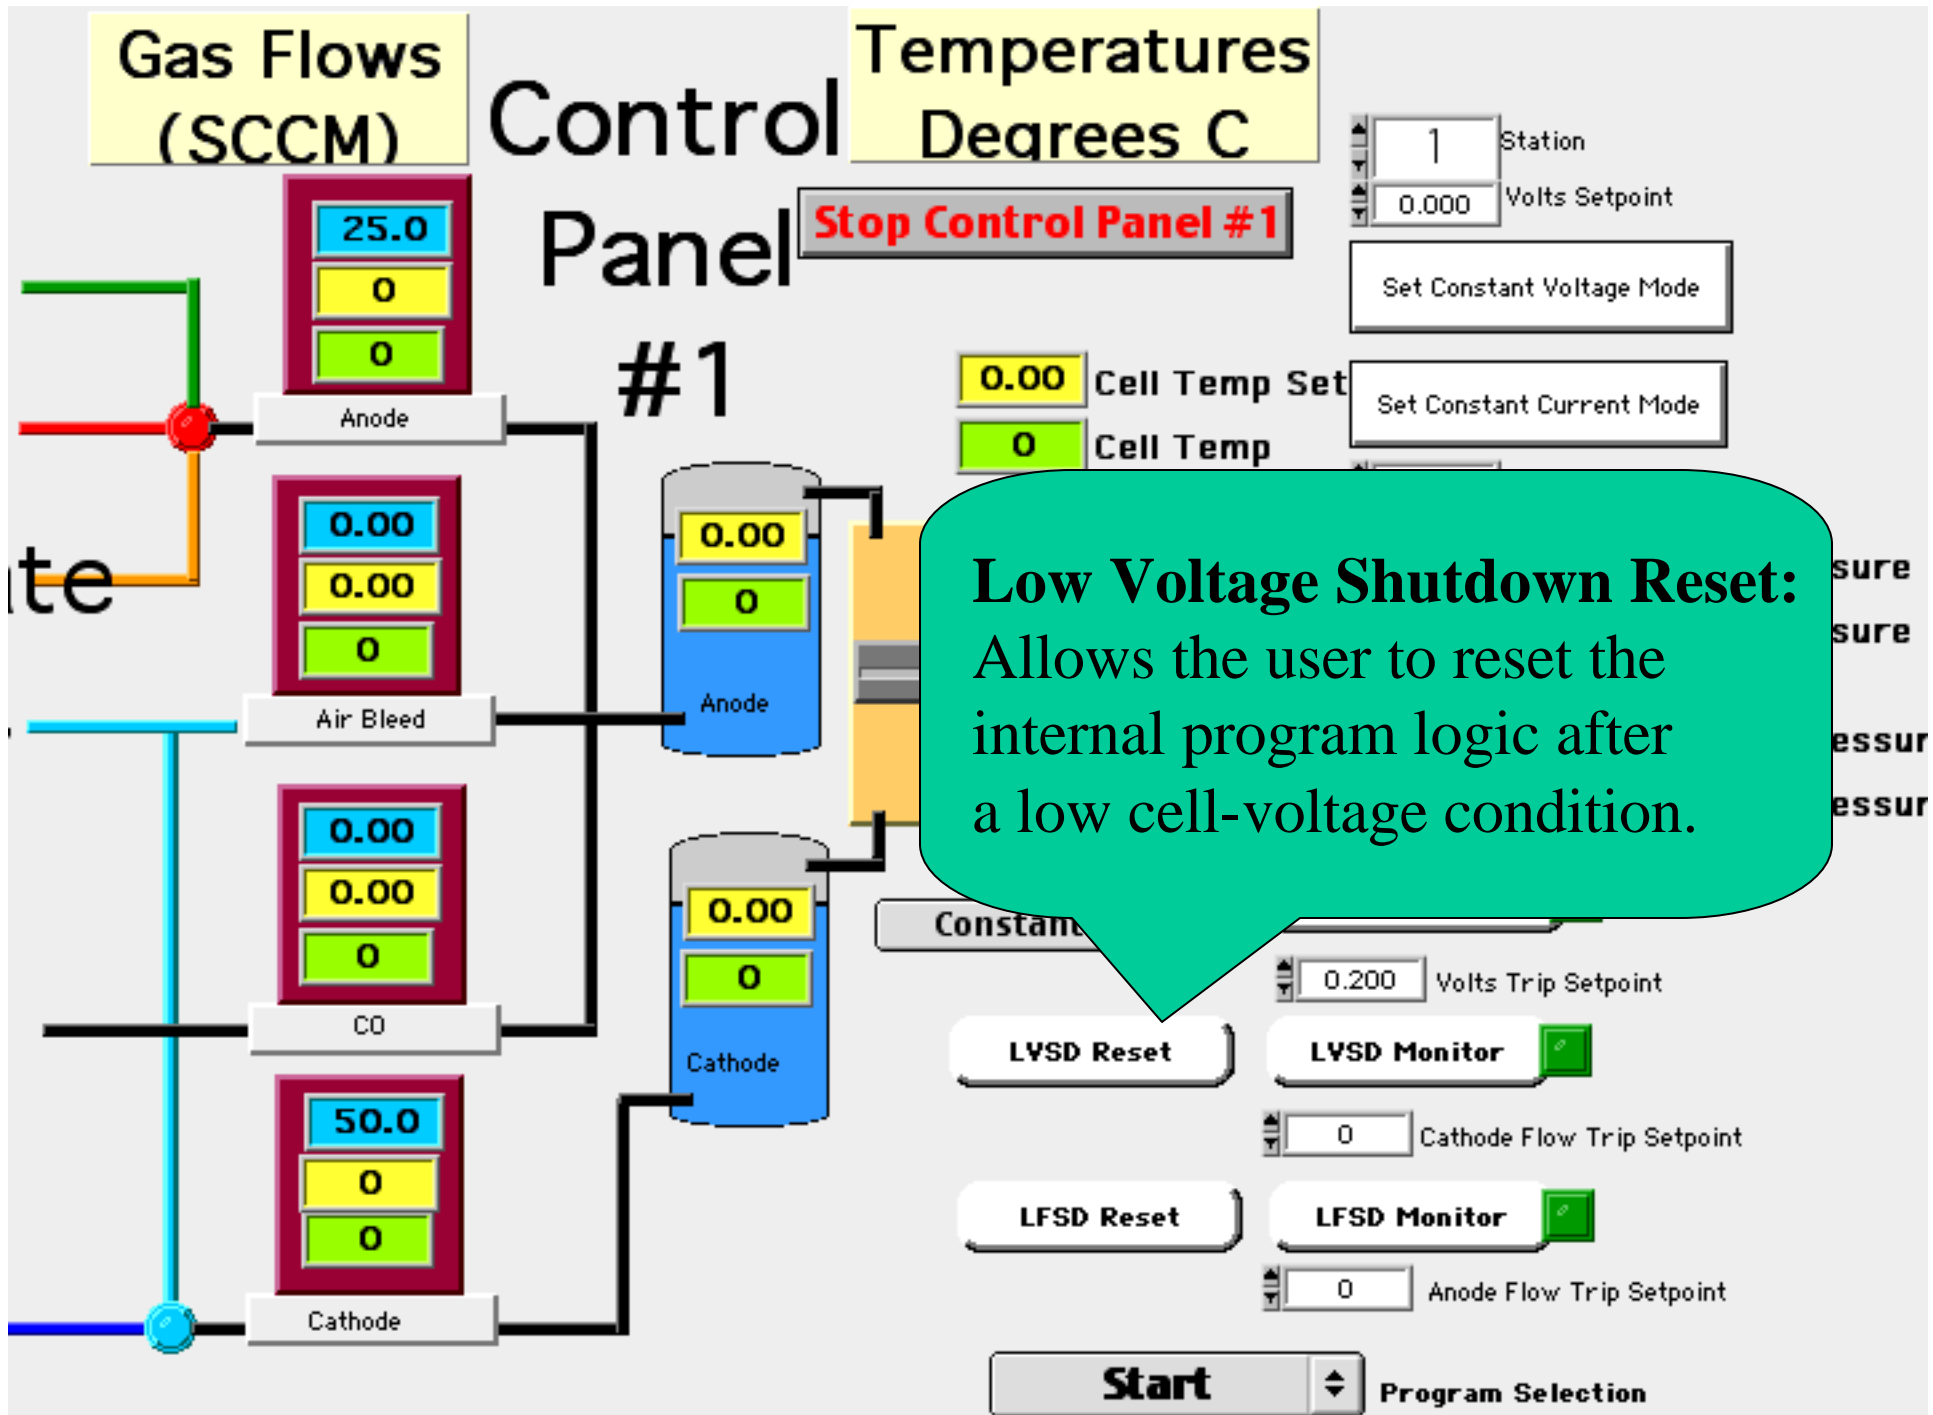 Gas Flows
(SCCM)
Control
Panel
#1
Temperatures
Degrees C
Stop Control Panel #1
1 Station
0.000 Volts Setpoint
Set Constant Voltage Mode
Set Constant Current Mode
25.0
0
0
Anode
0.00 Cell Temp Set
0 Cell Temp
0.00
0.00
0
Air Bleed
te
0.00
0
Anode
Low Voltage Shutdown Reset:
Allows the user to reset the
internal program logic after
a low cell-voltage condition.
sure
sure
essur
essur
0.00
0.00
0
CO
0.00
0
Cathode
Constan
0.200 Volts Trip Setpoint
LVSD Reset
LVSD Monitor
0 Cathode Flow Trip Setpoint
LFSD Reset
LFSD Monitor
0 Anode Flow Trip Setpoint
50.0
0
0
Cathode
Start
Program Selection